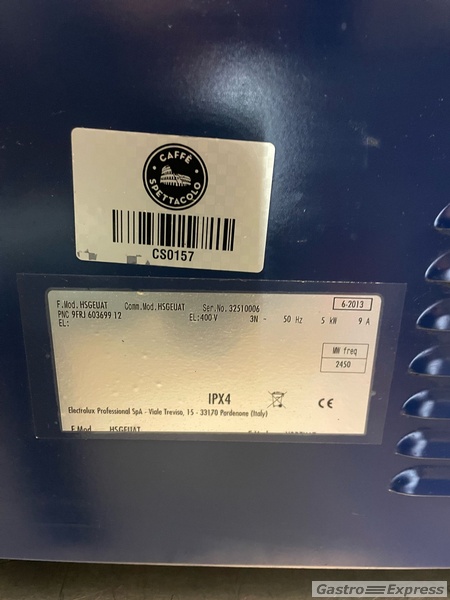 CAFFÈ
SPETTACOLO
CS0157
F.Mod.HSGEUAT Comm.Mod.HSGEUAT Ser.No.32510006 6-2013
PNC 9FRJ 603699 12 EL:400 V 3N~ 50 Hz 5 kW 9 A
EL:
MW freq
2450
IPX4 CE
Electrolux Professional SpA - Viale Treviso, 15 - 33170 Pordenone (Italy)
F.Mod. HSGEUAT
Gastro Express